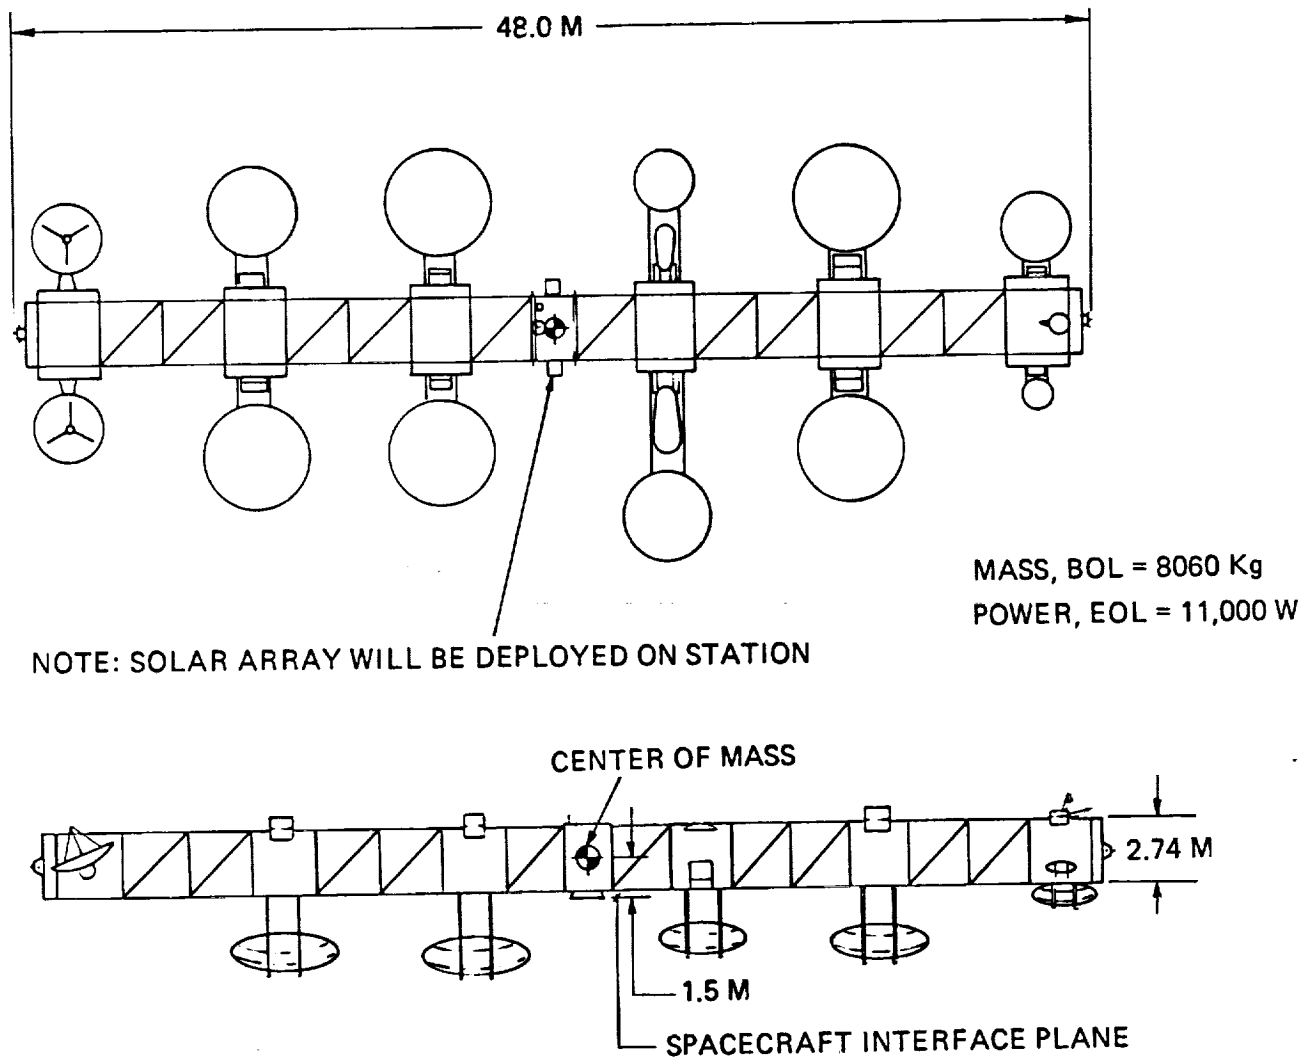 48.0 M
MASS, BOL = 8060 Kg
POWER, EOL = 11,000 W
NOTE: SOLAR ARRAY WILL BE DEPLOYED ON STATION
CENTER OF MASS
2.74 M
1.5 M
SPACECRAFT INTERFACE PLANE